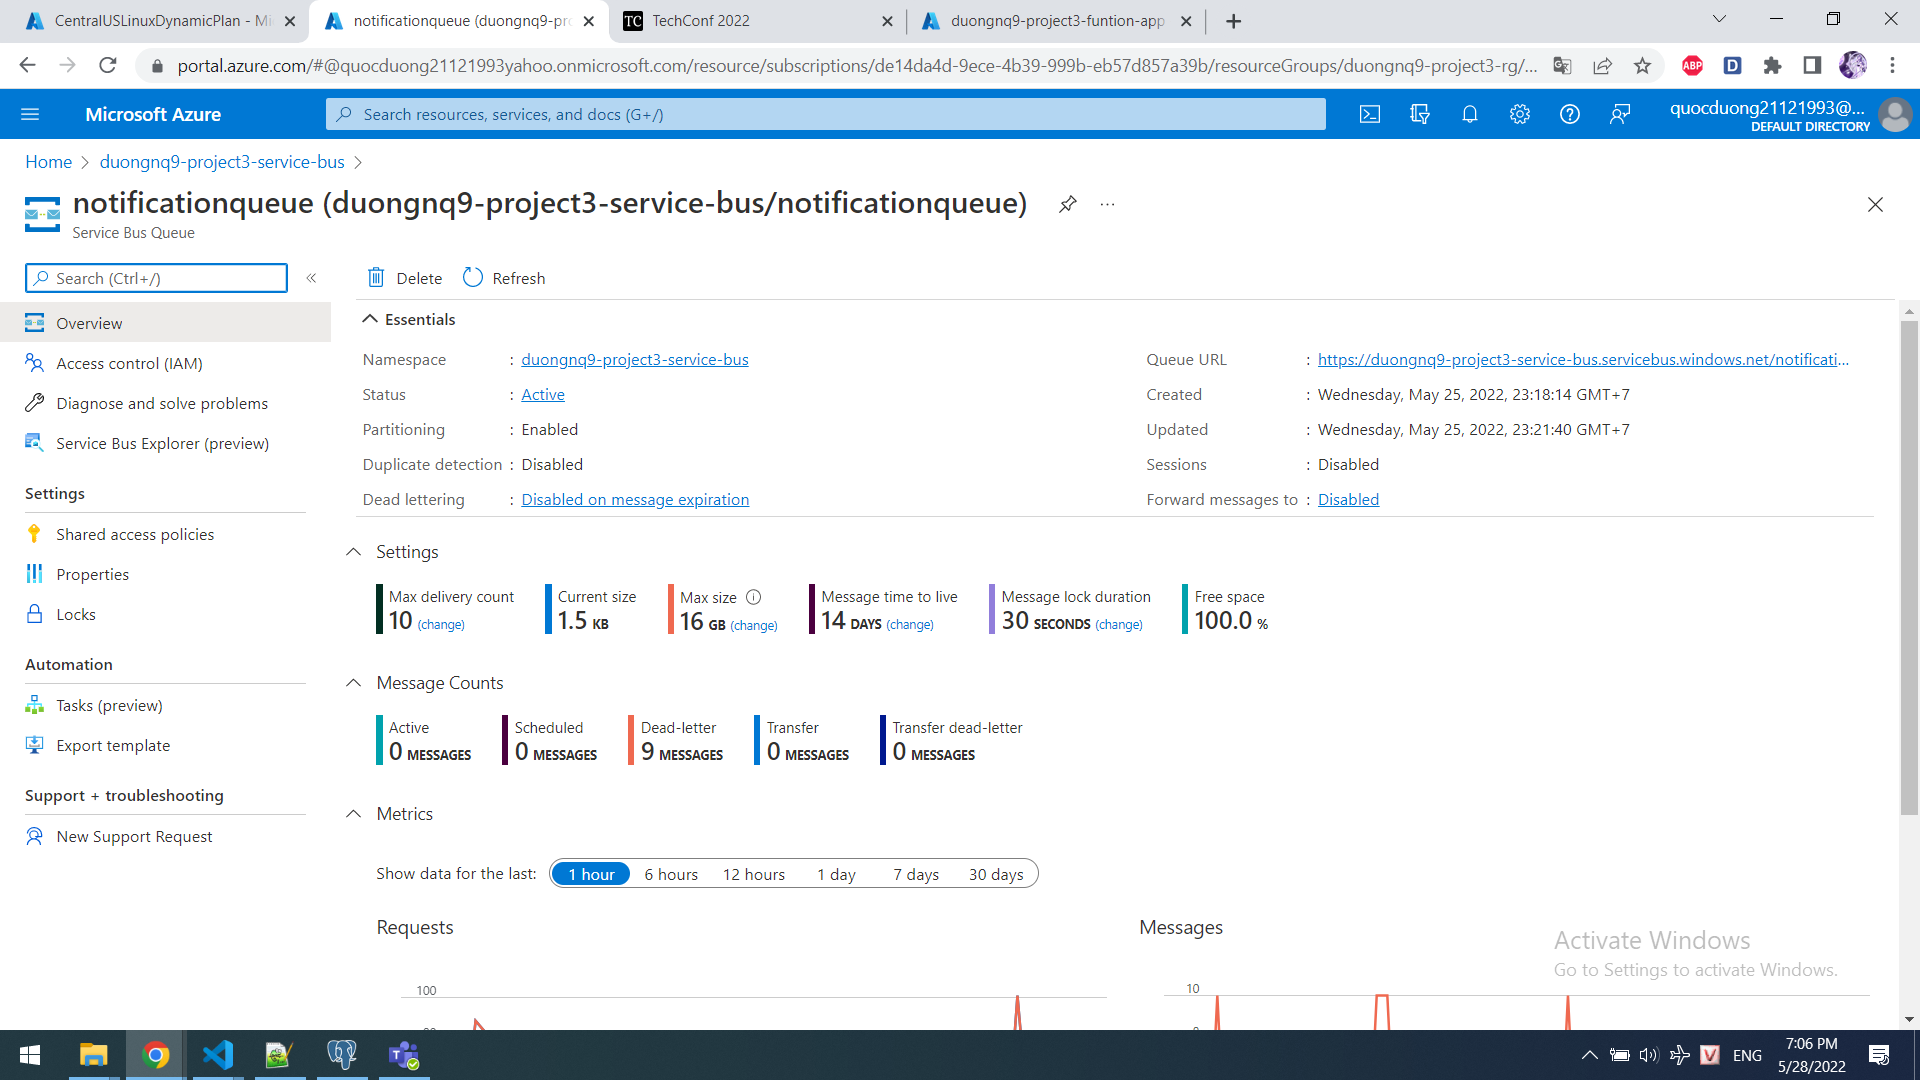 CentralUSLinuxDynamicPlan - Mi
notificationqueue (duongnq9-pro
TechConf 2022
duongnq9-project3-funtion-app
portal.azure.com/#@quocduong21121993yahoo.onmicrosoft.com/resource/subscriptions/de14da4d-9ece-4b39-999b-eb57d857a39b/resourceGroups/duongnq9-project3-rg/...
ABP
D
Microsoft Azure
Search resources, services, and docs (G+/)
quocduong21121993@...
DEFAULT DIRECTORY
Home
duongnq9-project3-service-bus
notificationqueue (duongnq9-project3-service-bus/notificationqueue)
Service Bus Queue
Search (Ctrl+/)
Delete
Refresh
Overview
Access control (IAM)
Diagnose and solve problems
Service Bus Explorer (preview)
Settings
Shared access policies
Properties
Locks
Automation
Tasks (preview)
Export template
Support + troubleshooting
New Support Request
Essentials
Namespace : duongnq9-project3-service-bus
Status : Active
Partitioning : Enabled
Duplicate detection : Disabled
Dead lettering : Disabled on message expiration
Queue URL : https://duongnq9-project3-service-bus.servicebus.windows.net/notificati...
Created : Wednesday, May 25, 2022, 23:18:14 GMT+7
Updated : Wednesday, May 25, 2022, 23:21:40 GMT+7
Sessions : Disabled
Forward messages to : Disabled
Settings
Max delivery count
10 (change)
Current size
1.5 KB
Max size
16 GB (change)
Message time to live
14 DAYS (change)
Message lock duration
30 SECONDS (change)
Free space
100.0 %
Message Counts
Active
0 MESSAGES
Scheduled
0 MESSAGES
Dead-letter
9 MESSAGES
Transfer
0 MESSAGES
Transfer dead-letter
0 MESSAGES
Metrics
Show data for the last:
1 hour
6 hours
12 hours
1 day
7 days
30 days
Requests
100
Messages
10
Activate Windows
Go to Settings to activate Windows.
ENG
7:06 PM
5/28/2022